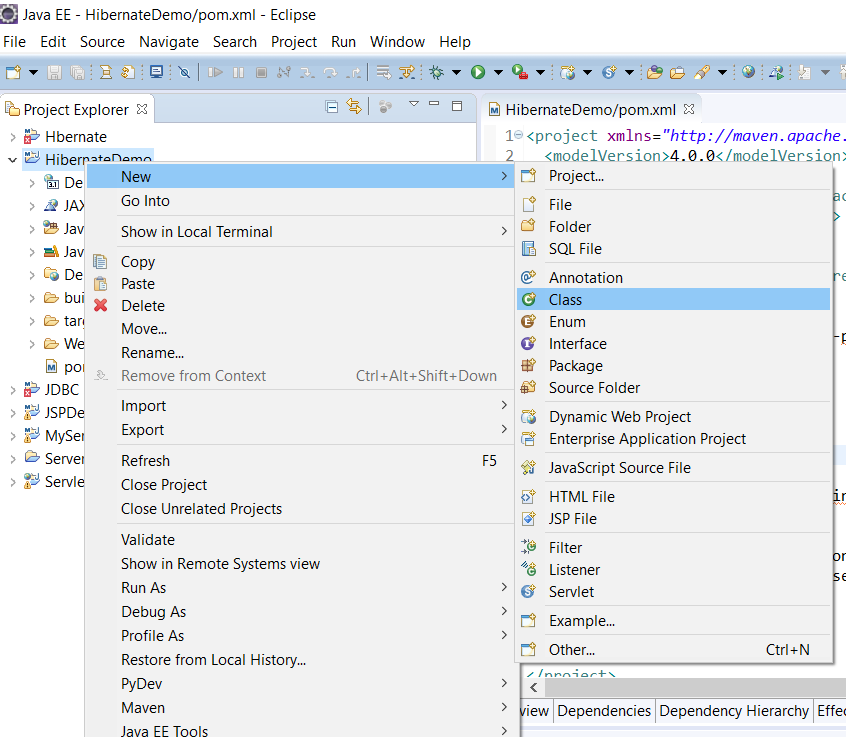 Java EE - HibernateDemo/pom.xml - Eclipse
File Edit Source Navigate Search Project Run Window Help
Project Explorer
HibernateDemo/pom.xml
Hbernate
HibernateDemo
De
JAX
Jav
Jav
De
bui
targ
We
pom
JDBC
JSPDe
MySer
Server
Servle
1 <project xmlns="http://maven.apache.
2 <modelVersion>4.0.0</modelVersion>
</project>
New
Go Into
Show in Local Terminal
Copy
Paste
Delete
Move...
Rename...
Remove from Context Ctrl+Alt+Shift+Down
Import
Export
Refresh F5
Close Project
Close Unrelated Projects
Validate
Show in Remote Systems view
Run As
Debug As
Profile As
Restore from Local History...
PyDev
Maven
Java EE Tools
Project...
File
Folder
SQL File
Annotation
Class
Enum
Interface
Package
Source Folder
Dynamic Web Project
Enterprise Application Project
JavaScript Source File
HTML File
JSP File
Filter
Listener
Servlet
Example...
Other... Ctrl+N
view Dependencies Dependency Hierarchy Effec